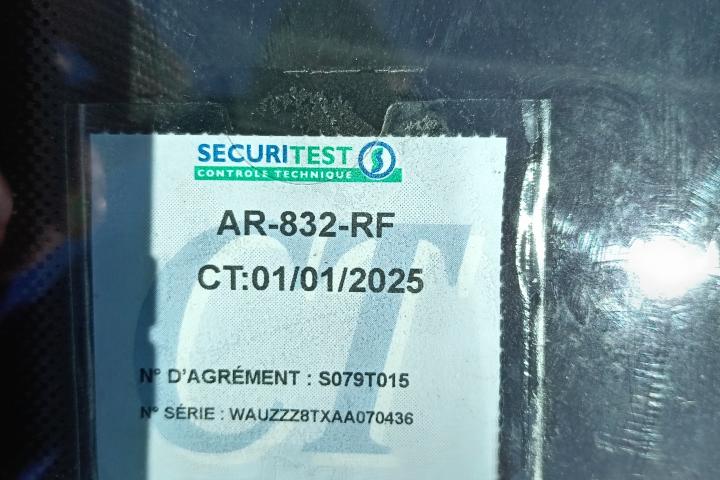 SECURITEST
CONTROLE TECHNIQUE
AR-832-RF
CT:01/01/2025
CT
N° D'AGRÉMENT : S079T015
N° SÉRIE : WAUZZZ8TXAA070436